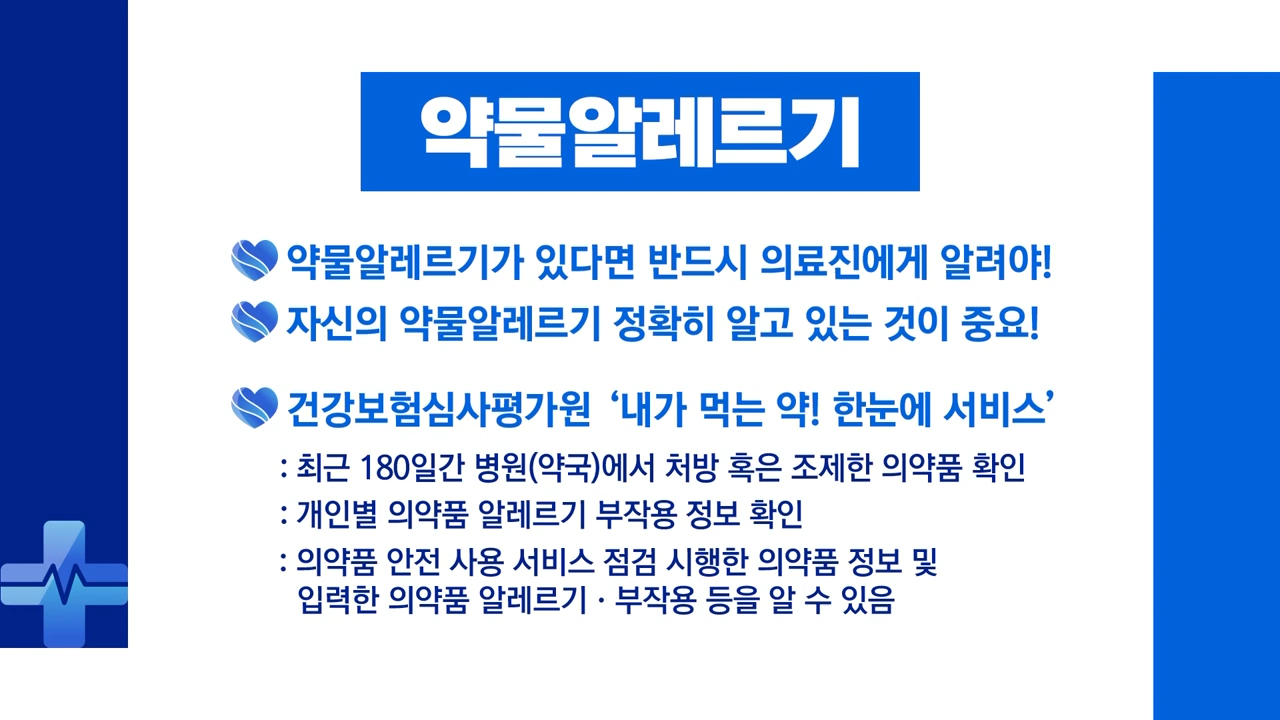 약물알레르기
약물알레르기가 있다면 반드시 의료진에게 알려야!
자신의 약물알레르기 정확히 알고 있는 것이 중요!
건강보험심사평가원 ‘내가 먹는 약! 한눈에 서비스’
: 최근 180일간 병원(약국)에서 처방 혹은 조제한 의약품 확인
: 개인별 의약품 알레르기 부작용 정보 확인
: 의약품 안전 사용 서비스 점검 시행한 의약품 정보 및
입력한 의약품 알레르기 · 부작용 등을 알 수 있음